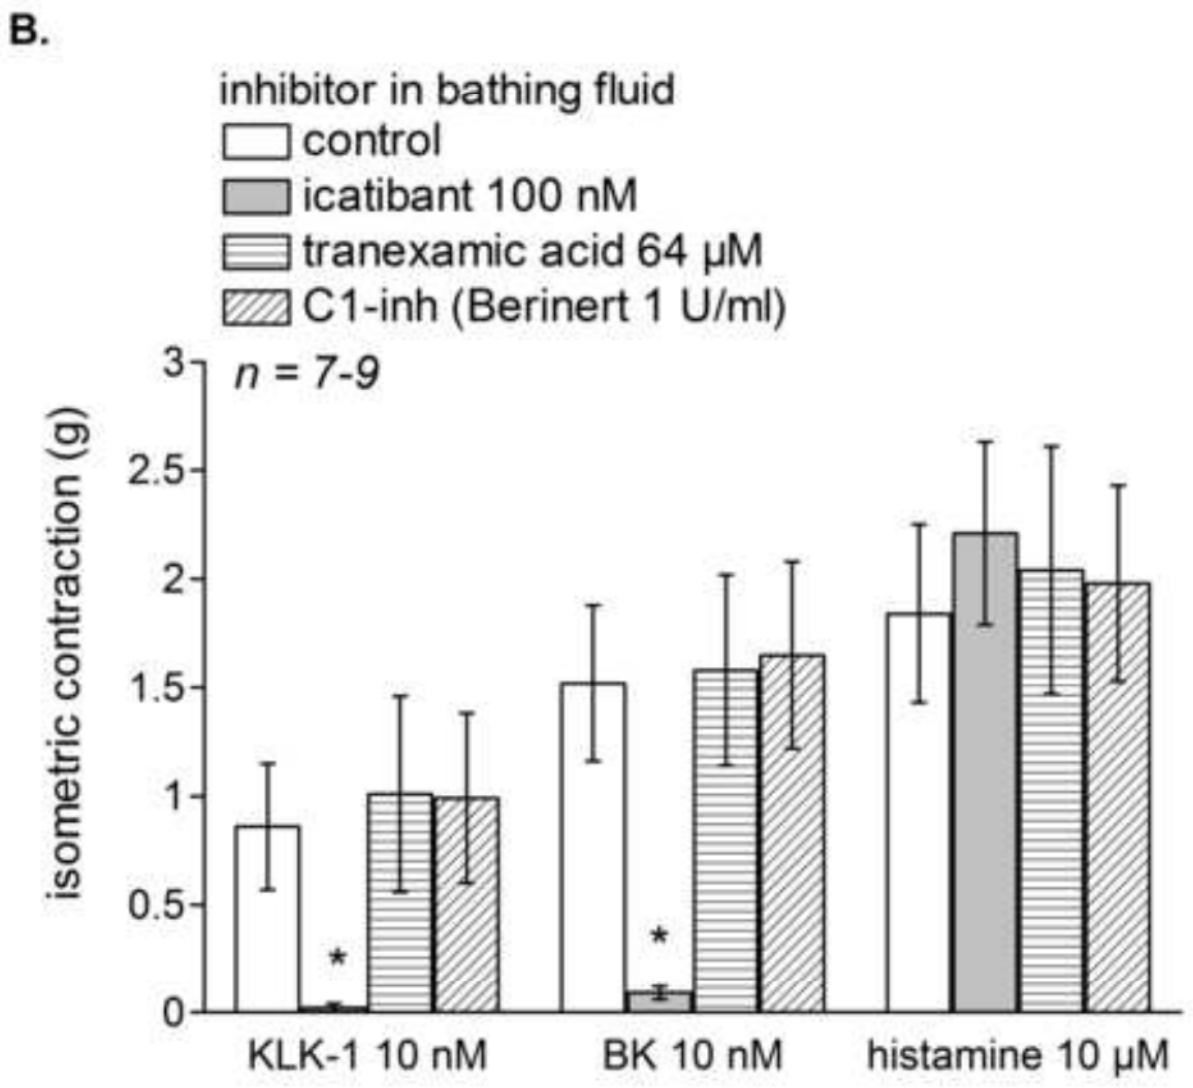 B.
inhibitor in bathing fluid
control
icatibant 100 nM
tranexamic acid 64 µM
C1-inh (Berinert 1 U/ml)
n = 7-9
isometric contraction (g)
3
2.5
2
1.5
1
0.5
0
*
*
KLK-1 10 nM
BK 10 nM
histamine 10 µM